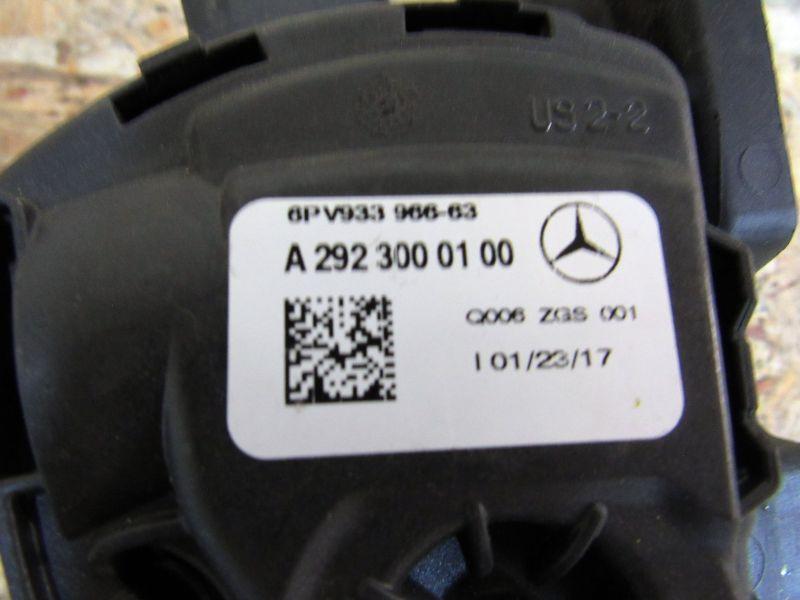 US 2-2
6PV933 966-63
A 292 300 01 00
Q006 ZGS 001
I 01/23/17